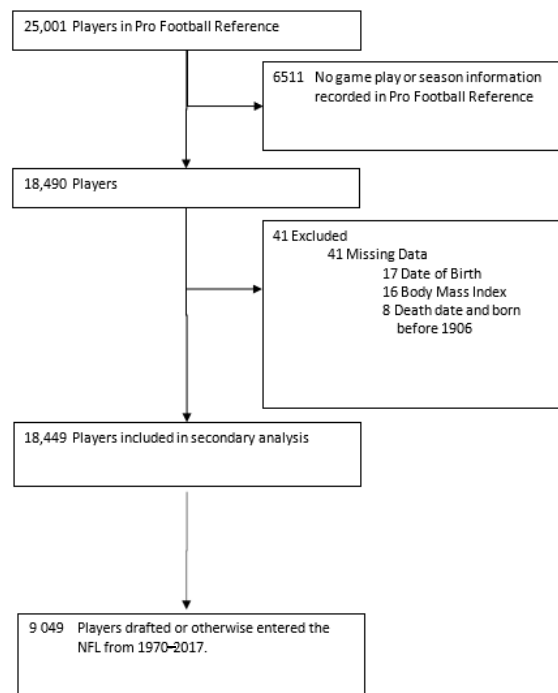 25,001 Players in Pro Football Reference
6511 No game play or season information
recorded in Pro Football Reference
18,490 Players
41 Excluded
41 Missing Data
17 Date of Birth
16 Body Mass Index
8 Death date and born
before 1906
18,449 Players included in secondary analysis
9 049 Players drafted or otherwise entered the
NFL from 1970–2017.